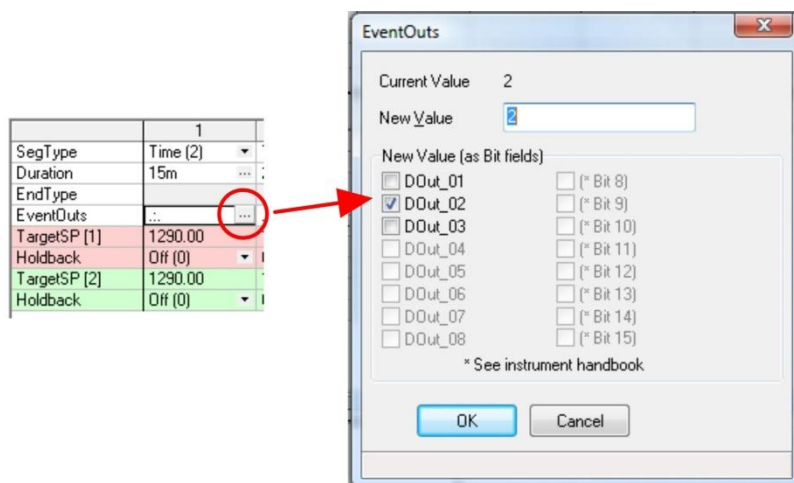 1
SegType Time (2)
Duration 15m ...
EndType
EventOuts .:. ...
TargetSP [1] 1290.00
Holdback Off (0)
TargetSP [2] 1290.00
Holdback Off (0)
EventOuts
Current Value 2
New Value 2
New Value (as Bit fields)
DOut_01 (* Bit 8)
DOut_02 (* Bit 9)
DOut_03 (* Bit 10)
DOut_04 (* Bit 11)
DOut_05 (* Bit 12)
DOut_06 (* Bit 13)
DOut_07 (* Bit 14)
DOut_08 (* Bit 15)
* See instrument handbook
OK Cancel